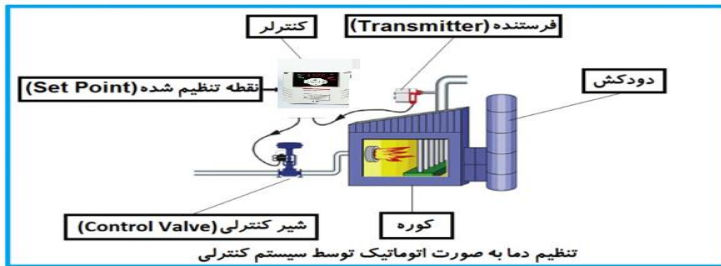 فرستنده (Transmitter)
کنترلر
نقطه تنظیم شده (Set Point)
دودکش
شیر کنترلی (Control Valve)
کوره
تنظیم دما به صورت اتوماتیک توسط سیستم کنترلی